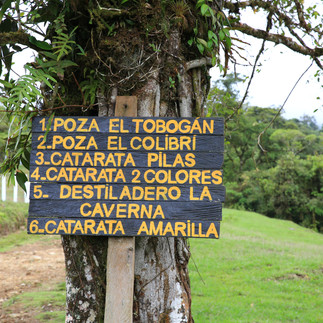 1. POZA EL TOBOGÁN
2. POZA EL COLIBRI
3. CATARATA PILAS
4. CATARATA 2 COLORES
5. DESTILADERO LA
CAVERNA
6. CATARATA AMARILLA